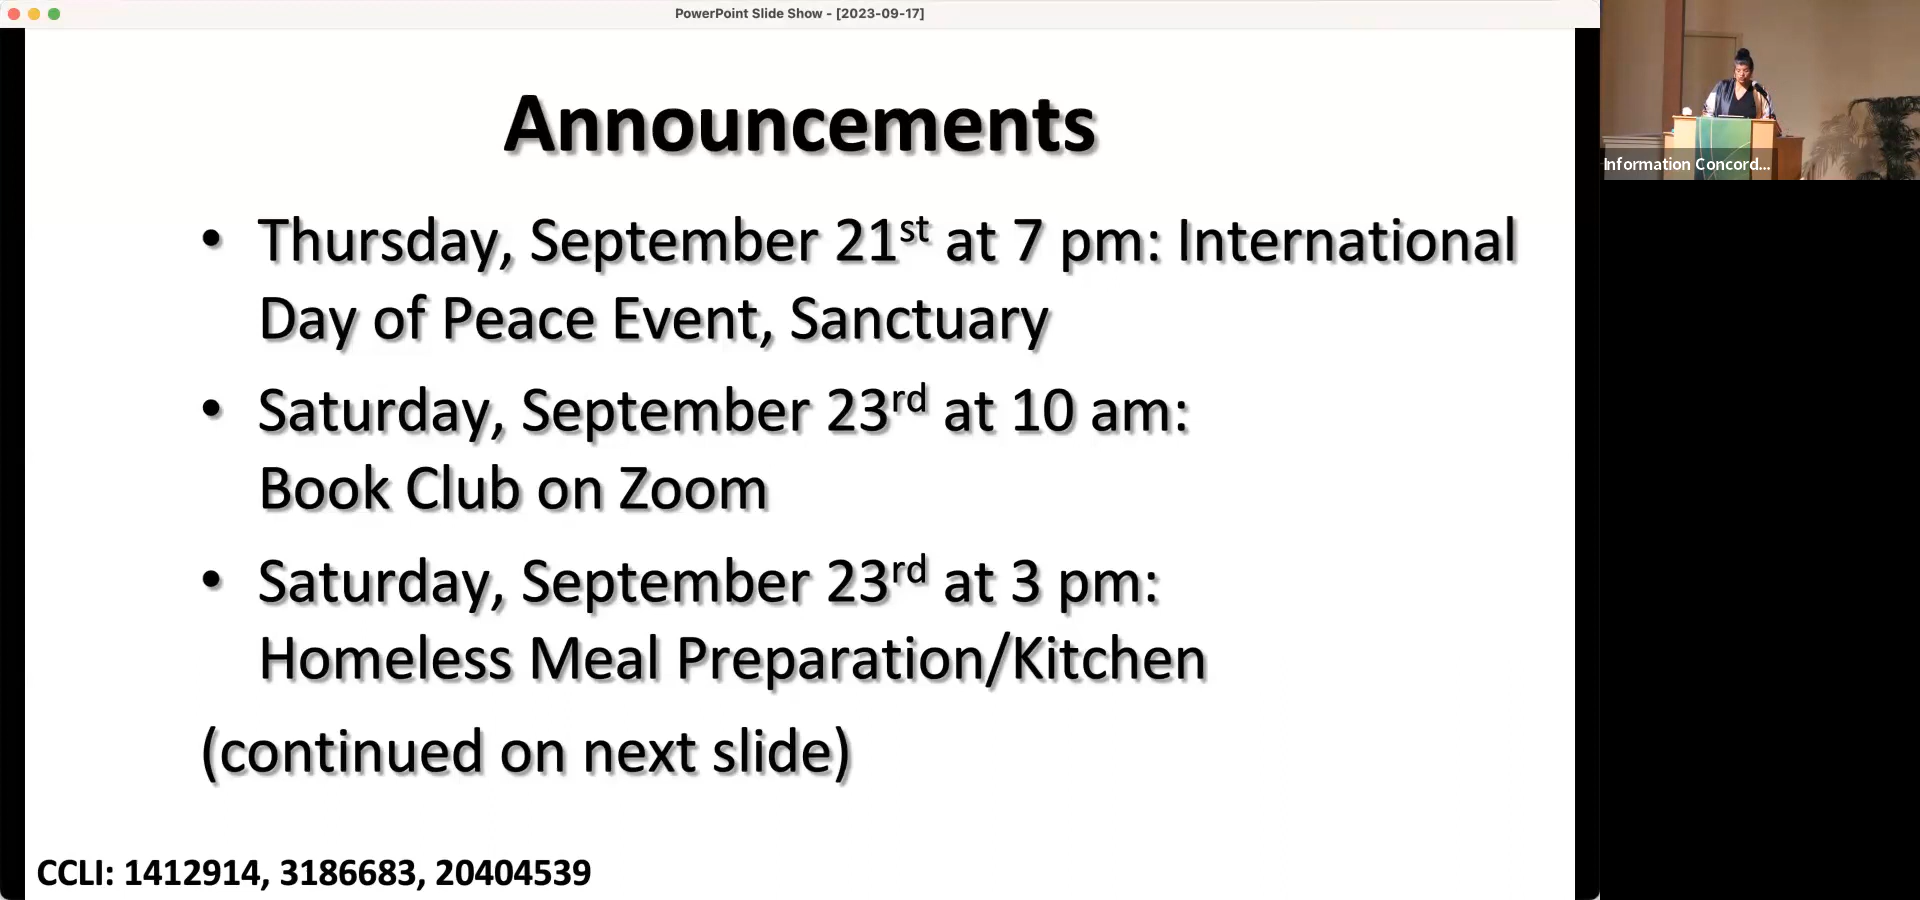 PowerPoint Slide Show - [2023-09-17]
Announcements
• Thursday, September 21st at 7 pm: International
Day of Peace Event, Sanctuary
• Saturday, September 23rd at 10 am:
Book Club on Zoom
• Saturday, September 23rd at 3 pm:
Homeless Meal Preparation/Kitchen
(continued on next slide)
CCLI: 1412914, 3186683, 20404539
Information Concord...